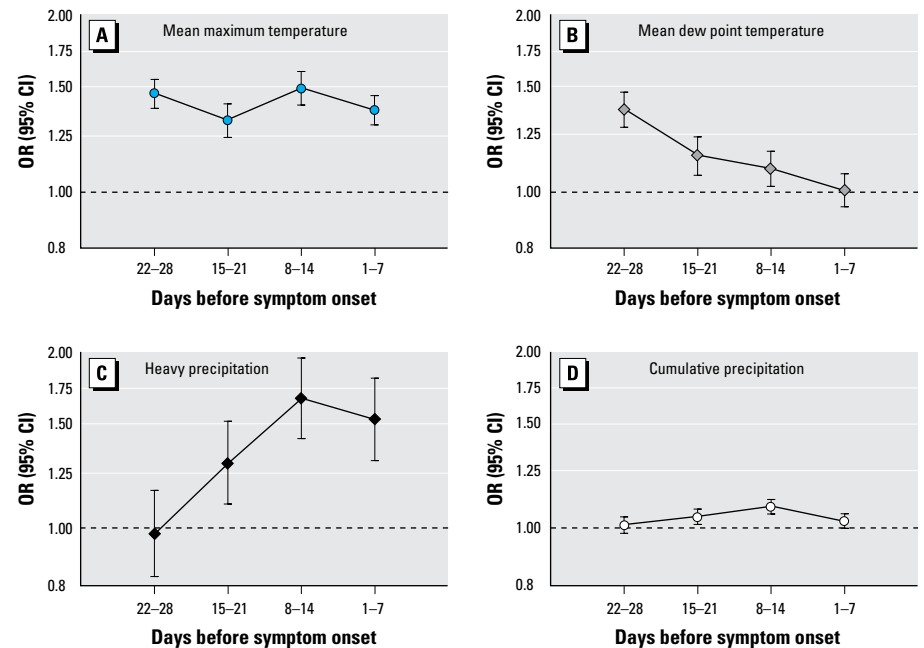 A
Mean maximum temperature
OR (95% CI)
2.00
1.75
1.50
1.25
1.00
0.8
22–28
15–21
8–14
1–7
Days before symptom onset
B
Mean dew point temperature
OR (95% CI)
2.00
1.75
1.50
1.25
1.00
0.8
22–28
15–21
8–14
1–7
Days before symptom onset
C
Heavy precipitation
OR (95% CI)
2.00
1.75
1.50
1.25
1.00
0.8
22–28
15–21
8–14
1–7
Days before symptom onset
D
Cumulative precipitation
OR (95% CI)
2.00
1.75
1.50
1.25
1.00
0.8
22–28
15–21
8–14
1–7
Days before symptom onset